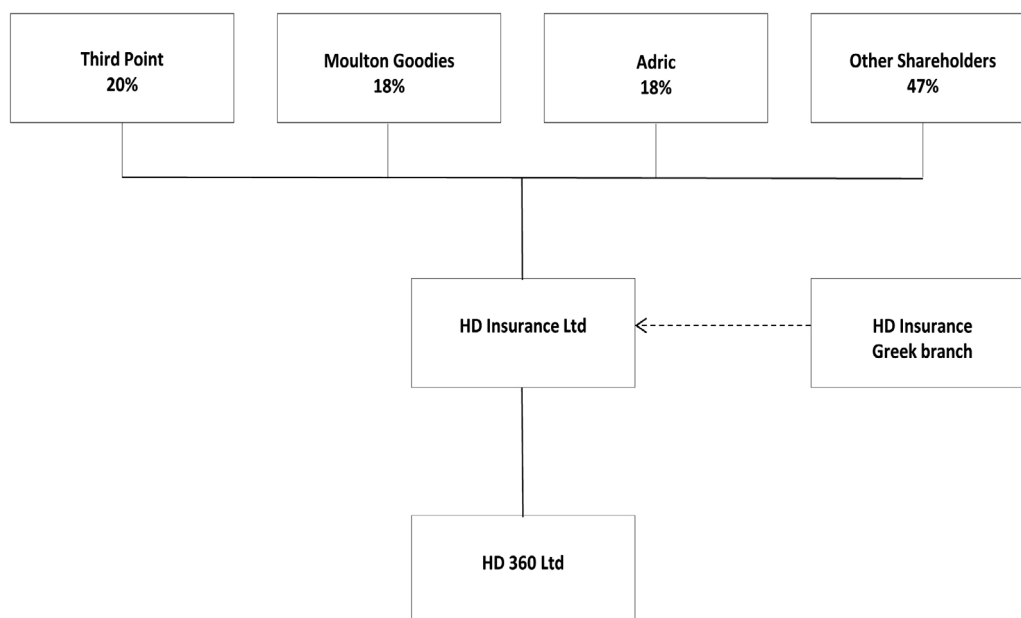 Third Point
20%
Moulton Goodies
18%
Adric
18%
Other Shareholders
47%
HD Insurance Ltd
HD Insurance
Greek branch
HD 360 Ltd